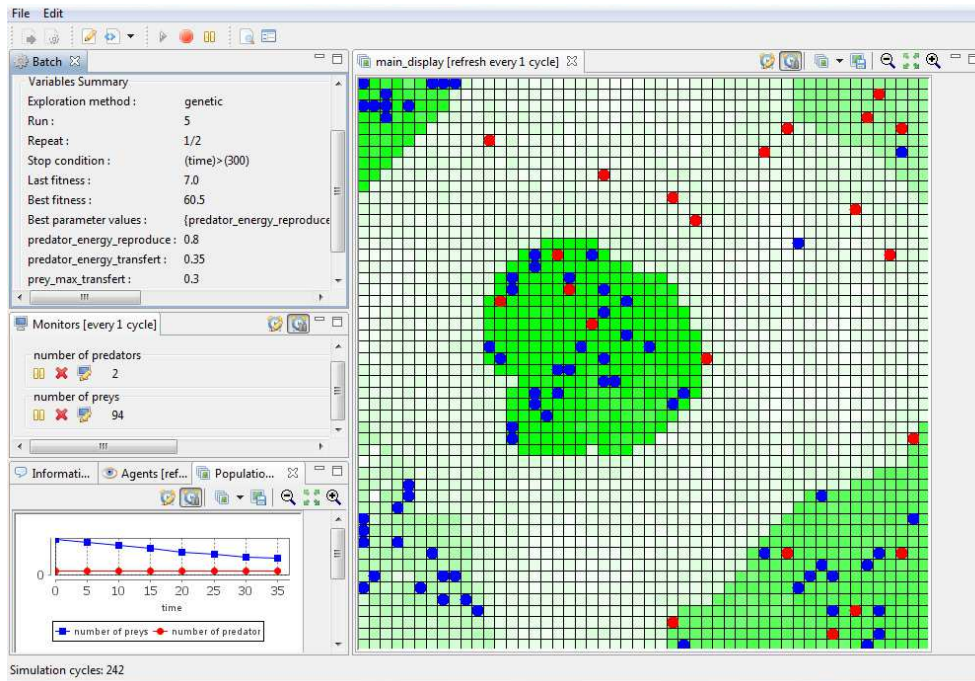 File Edit
Batch
Variables Summary
Exploration method : genetic
Run : 5
Repeat : 1/2
Stop condition : (time)>(300)
Last fitness : 7.0
Best fitness : 60.5
Best parameter values : {predator_energy_reproduce
predator_energy_reproduce : 0.8
predator_energy_transfert : 0.35
prey_max_transfert : 0.3
Monitors [every 1 cycle]
number of predators
2
number of preys
94
Informati... Agents [ref... Populatio...
0
0 5 10 15 20 25 30 35
time
number of preys number of predator
main_display [refresh every 1 cycle]
Simulation cycles: 242